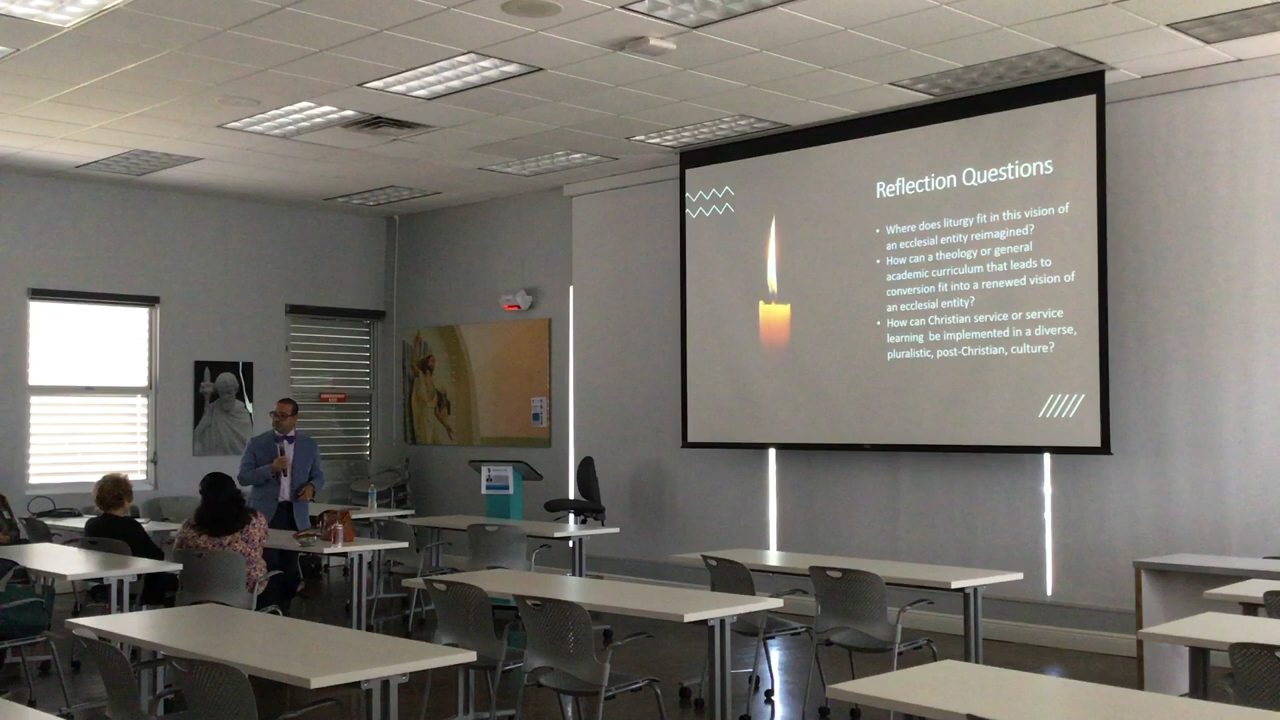 Reflection Questions
• Where does liturgy fit in this vision of
an ecclesial entity reimagined?
• How can a theology or general
academic curriculum that leads to
conversion fit into a renewed vision of
an ecclesial entity?
• How can Christian service or service
learning be implemented in a diverse,
pluralistic, post-Christian, culture?